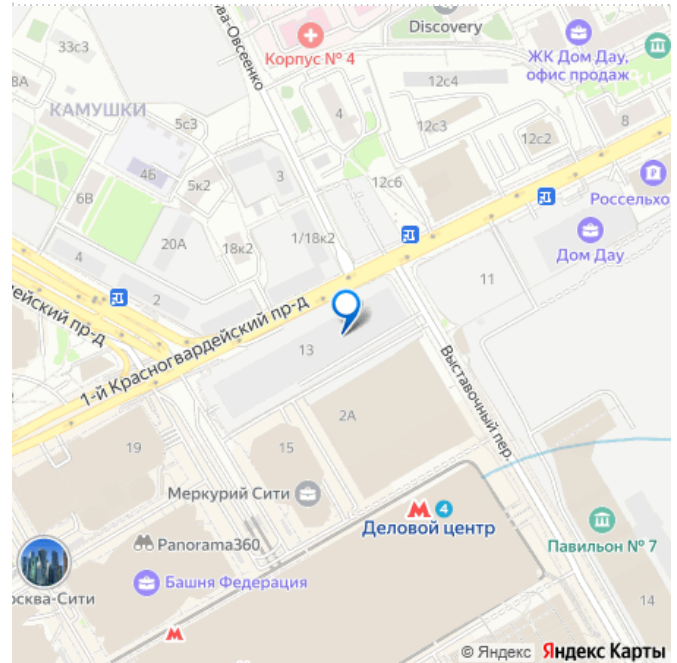 33с3
ва-Овсеенко
Discovery
Корпус № 4
ЖК Дом Дау,
офис продаж
8А
КАМУШКИ
5с3
4
12с4
12с3
12с2
8
4Б
5к2
3
12с6
6В
Россельхо
20А
18к2
1/18к2
Дом Дау
4
2
11
ейский пр-д
1-й Красногвардейский пр-д
13
Выставочный пер.
2А
19
15
Меркурий Сити
4
Деловой центр
Panorama360
Павильон № 7
Башня Федерация
осква-Сити
14
© Яндекс Яндекс Карты